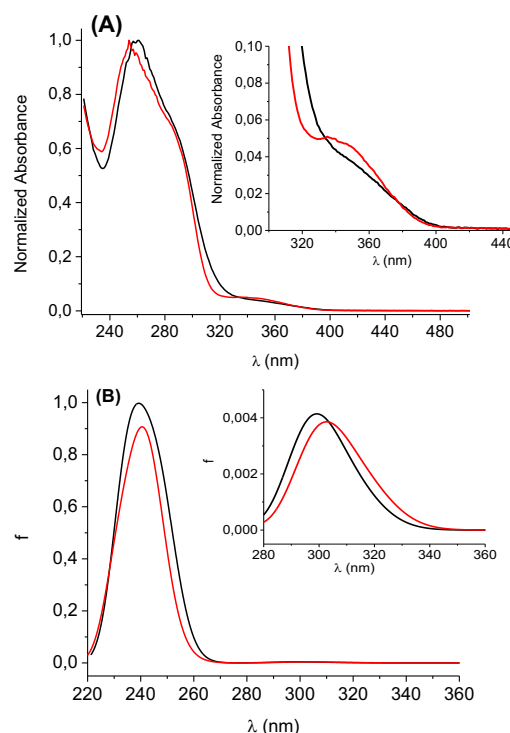 (A)
1,0
0,8
0,6
0,4
0,2
0,0
Normalized Absorbance
240 280 320 360 400 440 480
λ (nm)
0,10
0,08
0,06
0,04
0,02
0,00
Normalized Absorbance
320 360 400 440
λ (nm)
(B)
1,0
0,8
0,6
0,4
0,2
0,0
f
220 240 260 280 300 320 340 360
λ (nm)
0,004
0,002
0,000
f
280 300 320 340 360
λ (nm)